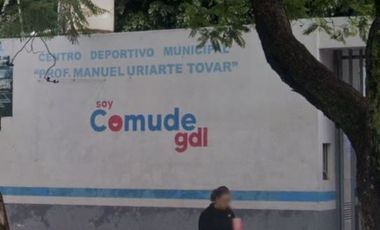 CENTRO DEPORTIVO MUNICIPAL
"PROF. MANUEL URIARTE TOVAR"
soy
Comude
gdl